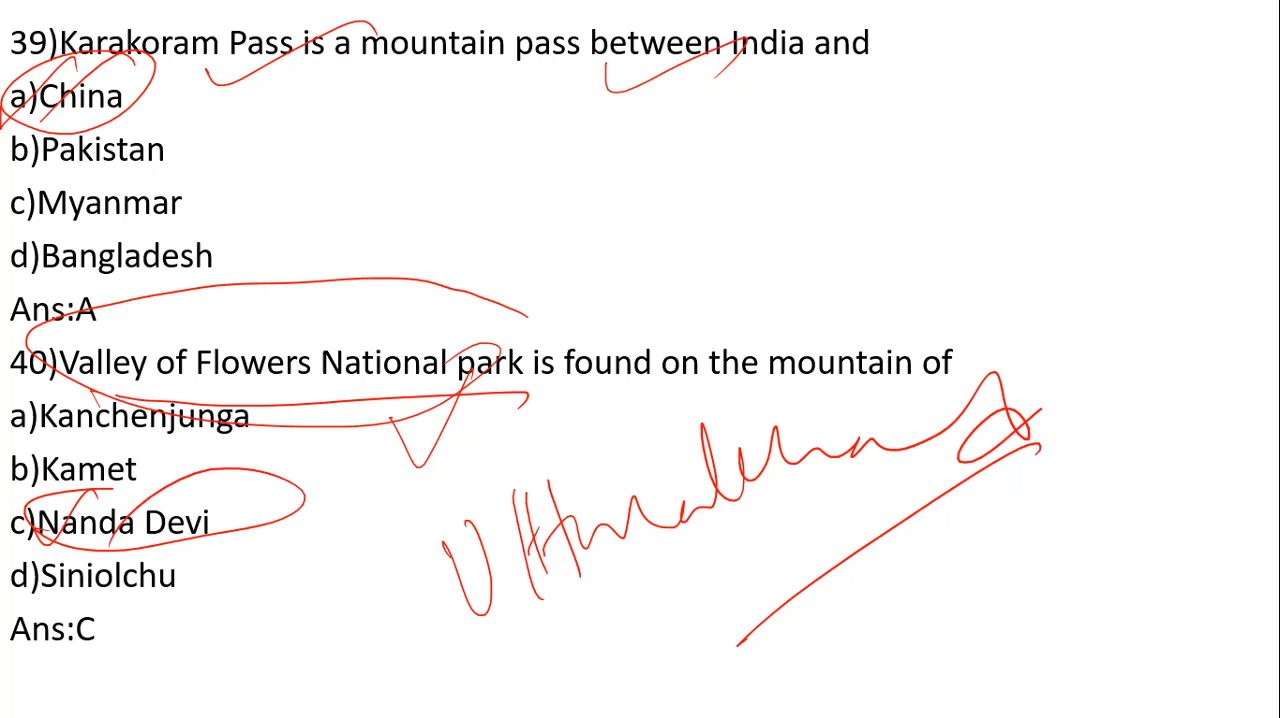 39)Karakoram Pass is a mountain pass between India and
a)China
b)Pakistan
c)Myanmar
d)Bangladesh
Ans:A
40)Valley of Flowers National park is found on the mountain of
a)Kanchenjunga
b)Kamet
c)Nanda Devi
d)Siniolchu
Ans:C